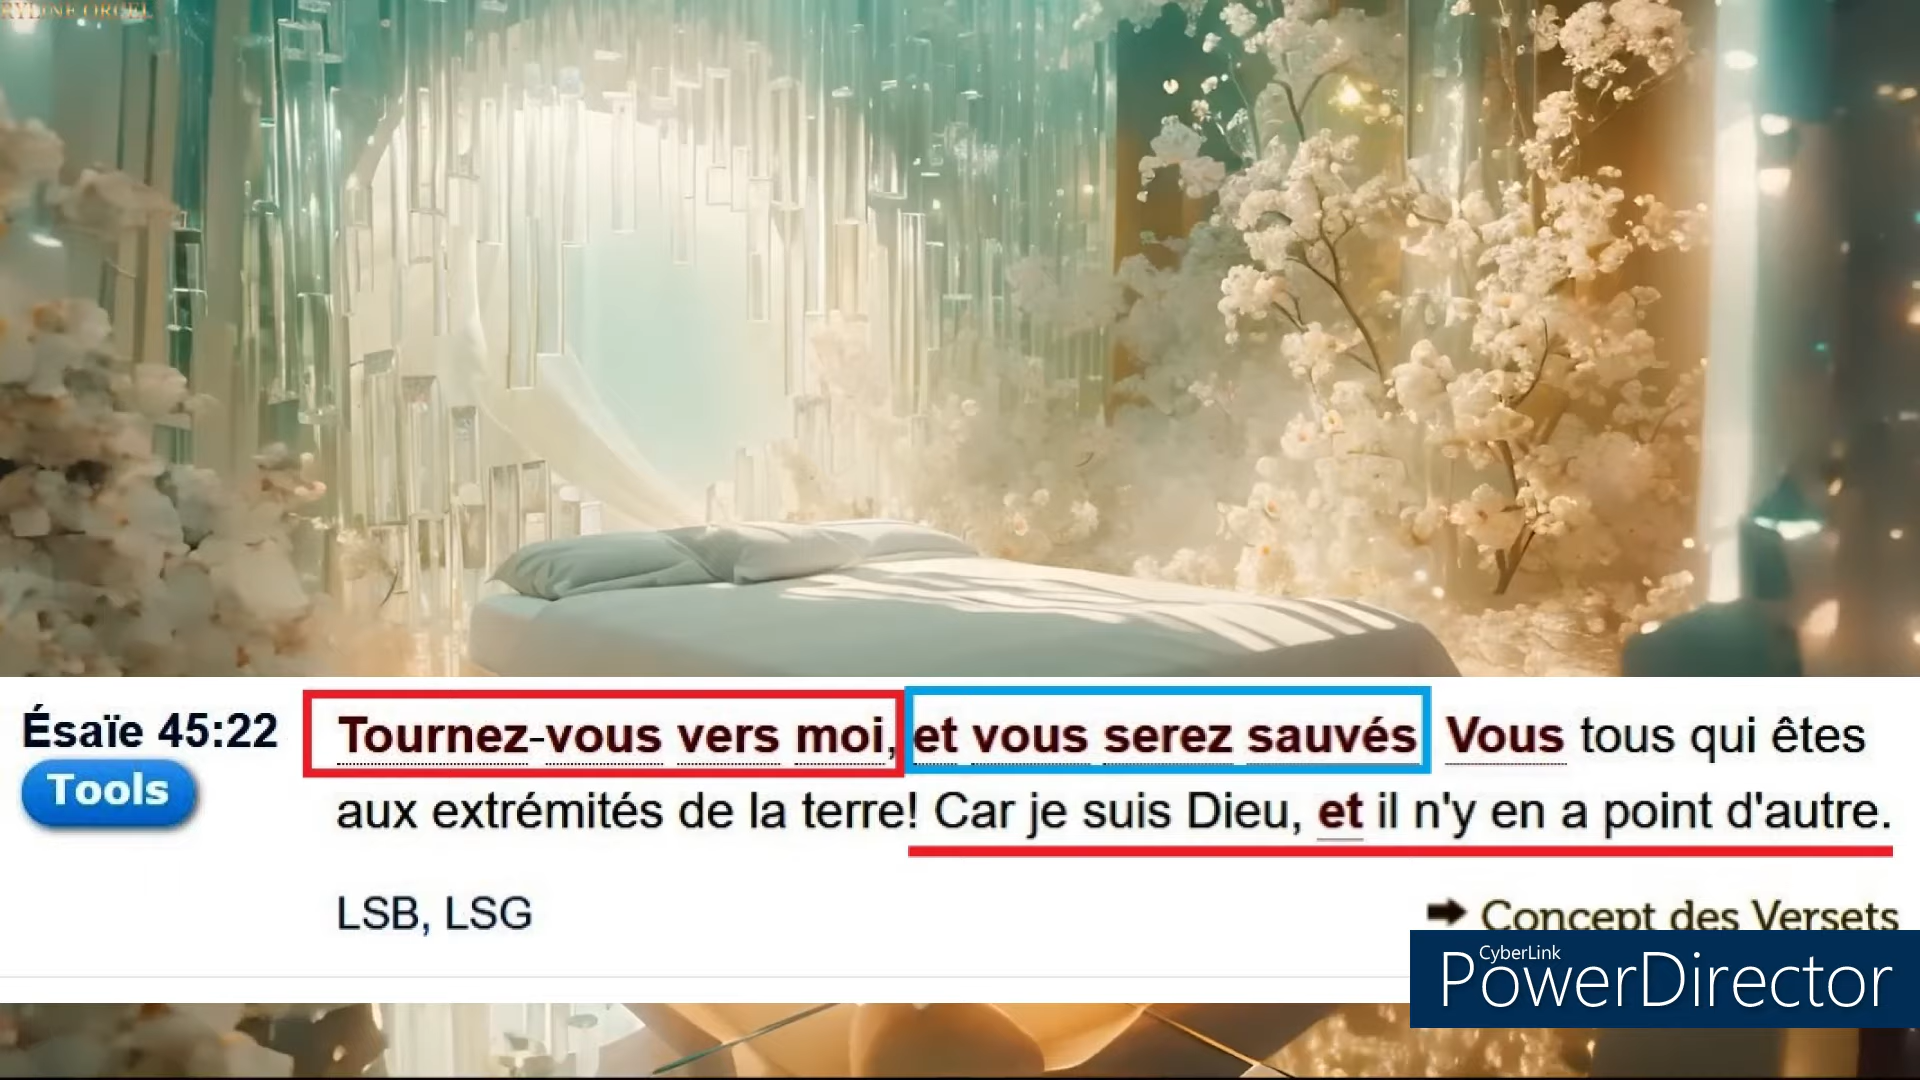 Ésaïe 45:22
Tools
Tournez-vous vers moi, et vous serez sauvés Vous tous qui êtes
aux extrémités de la terre! Car je suis Dieu, et il n'y en a point d'autre.
LSB, LSG
Concept des Versets
CyberLink
PowerDirector